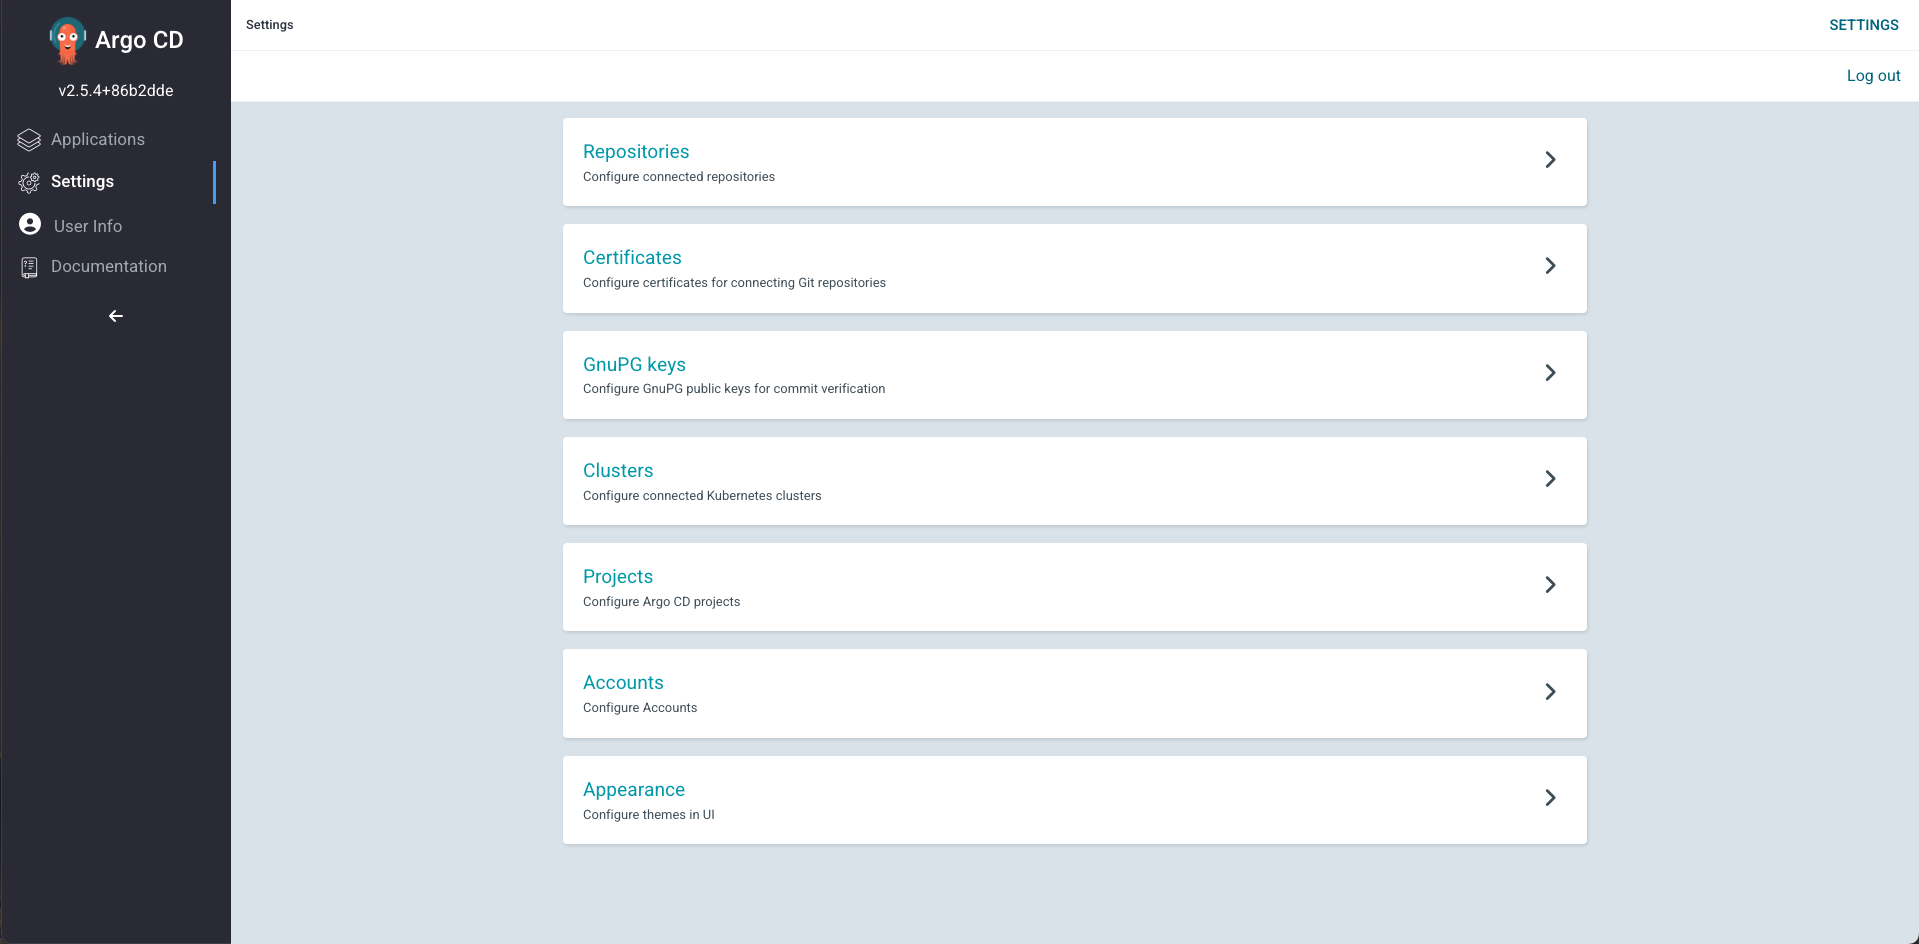 Argo CD
v2.5.4+86b2dde
Applications
Settings
User Info
Documentation
Settings
SETTINGS
Log out
Repositories
Configure connected repositories
Certificates
Configure certificates for connecting Git repositories
GnuPG keys
Configure GnuPG public keys for commit verification
Clusters
Configure connected Kubernetes clusters
Projects
Configure Argo CD projects
Accounts
Configure Accounts
Appearance
Configure themes in UI